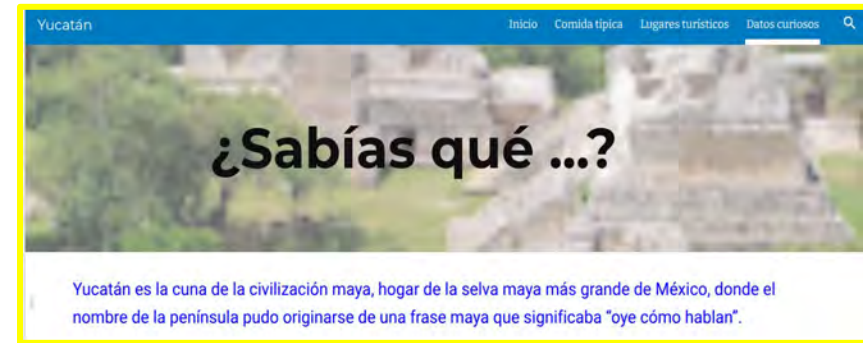 Yucatán
Inicio Comida típica Lugares turísticos Datos curiosos
¿Sabías qué ...?
Yucatán es la cuna de la civilización maya, hogar de la selva maya más grande de México, donde el
nombre de la península pudo originarse de una frase maya que significaba “oye cómo hablan”.